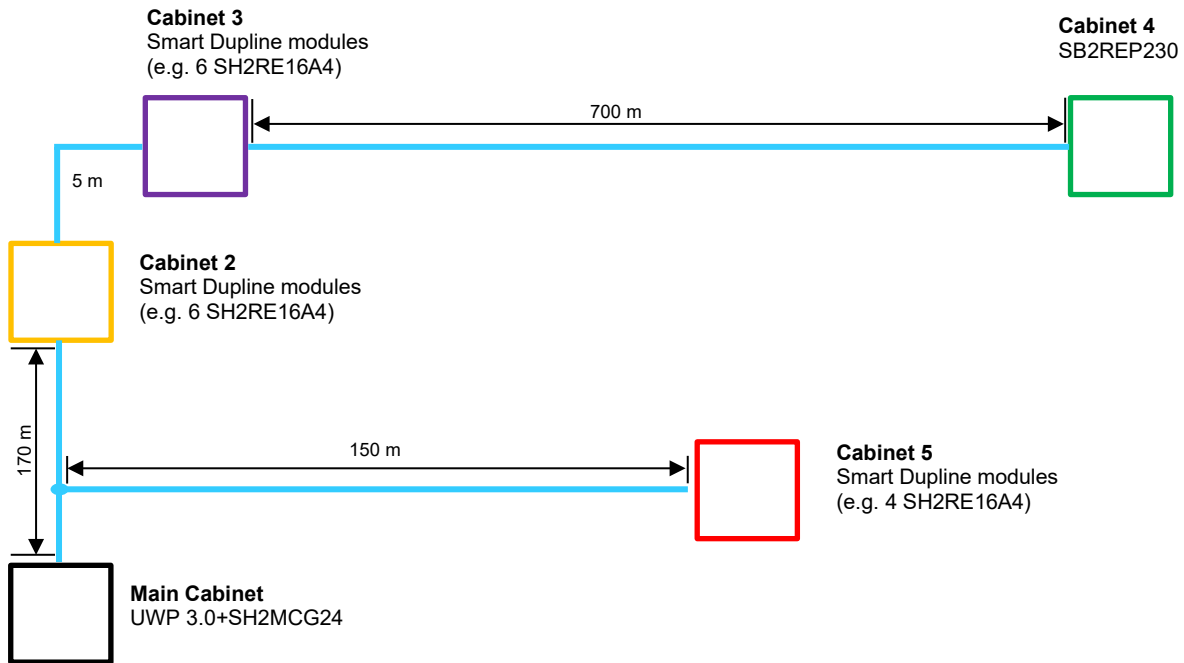 Cabinet 3
Smart Dupline modules
(e.g. 6 SH2RE16A4)
Cabinet 4
SB2REP230
700 m
5 m
Cabinet 2
Smart Dupline modules
(e.g. 6 SH2RE16A4)
170 m
150 m
Cabinet 5
Smart Dupline modules
(e.g. 4 SH2RE16A4)
Main Cabinet
UWP 3.0+SH2MCG24